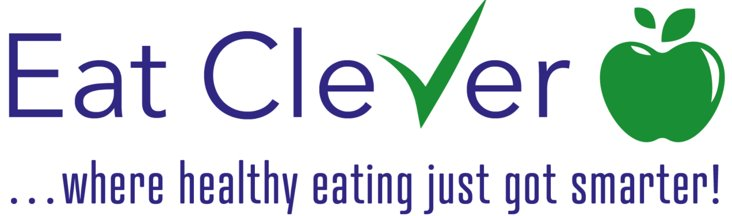 Eat Clever
...where healthy eating just got smarter!